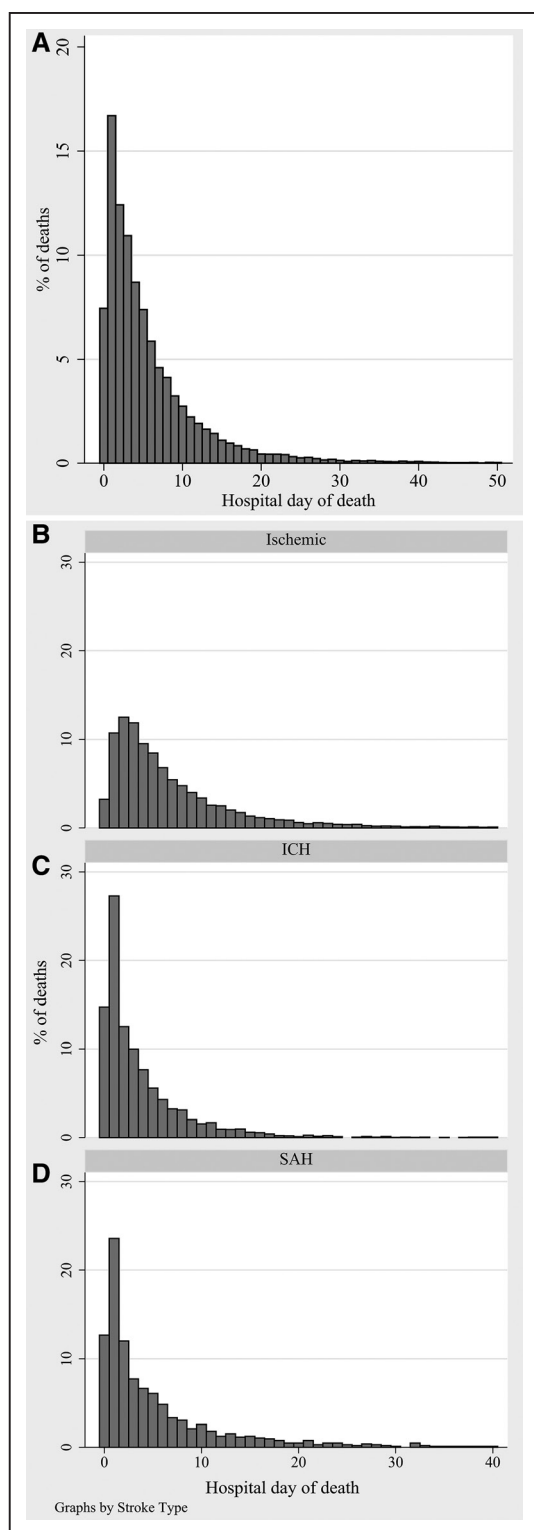 A
20
15
10
5
0
% of deaths
0 10 20 30 40 50
Hospital day of death
B
Ischemic
30
20
10
0
C
ICH
30
20
10
0
% of deaths
D
SAH
30
20
10
0
0 10 20 30 40
Hospital day of death
Graphs by Stroke Type